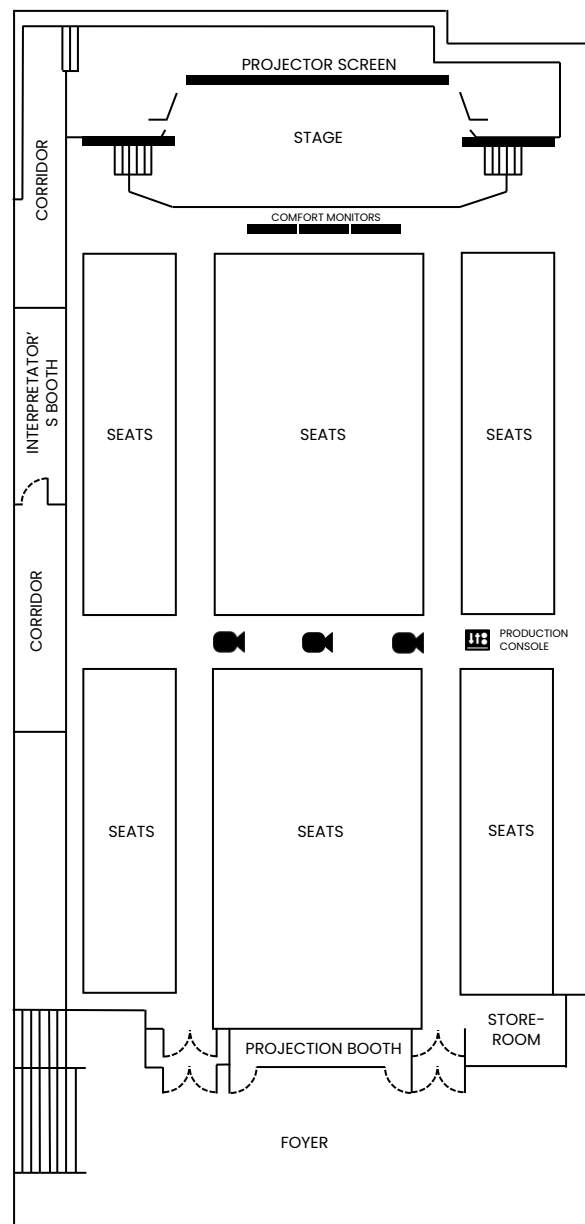 PROJECTOR SCREEN
STAGE
CORRIDOR
COMFORT MONITORS
INTERPRETATOR'
S BOOTH
SEATS
SEATS
SEATS
CORRIDOR
PRODUCTION
CONSOLE
SEATS
SEATS
SEATS
STORE-
ROOM
PROJECTION BOOTH
FOYER